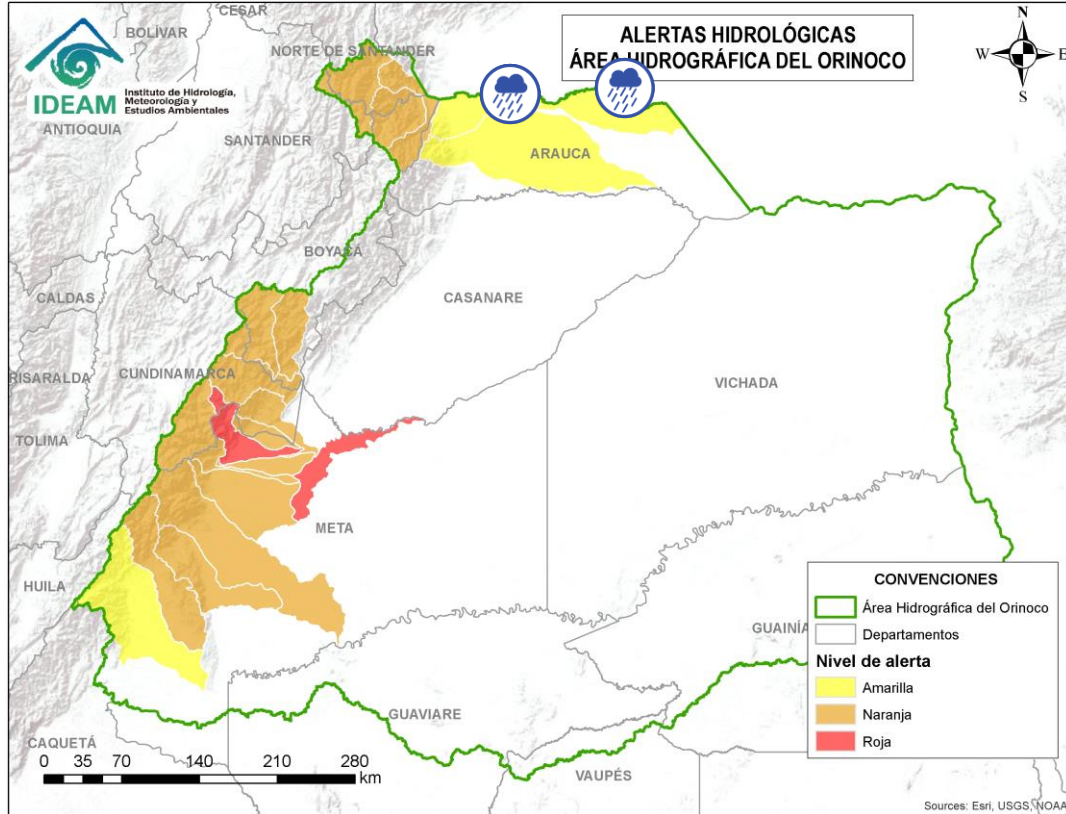 CESAR
BOLÍVAR
NORTE DE SANTANDER
ALERTAS HIDROLÓGICAS
ÁREA HIDROGRÁFICA DEL ORINOCO
N
W
E
S
IDEAM
Instituto de Hidrología,
Meteorología y
Estudios Ambientales
ANTIOQUIA
SANTANDER
ARAUCA
BOYACÁ
CASANARE
CALDAS
RISARALDA
CUNDINAMARCA
VICHADA
TOLIMA
META
HUILA
GUAINÍA
GUAVIARE
CAQUETÁ
VAUPÉS
CONVENCIONES
Área Hidrográfica del Orinoco
Departamentos
Nivel de alerta
Amarilla
Naranja
Roja
0 35 70 140 210 280
km
Sources: Esri, USGS, NOAA